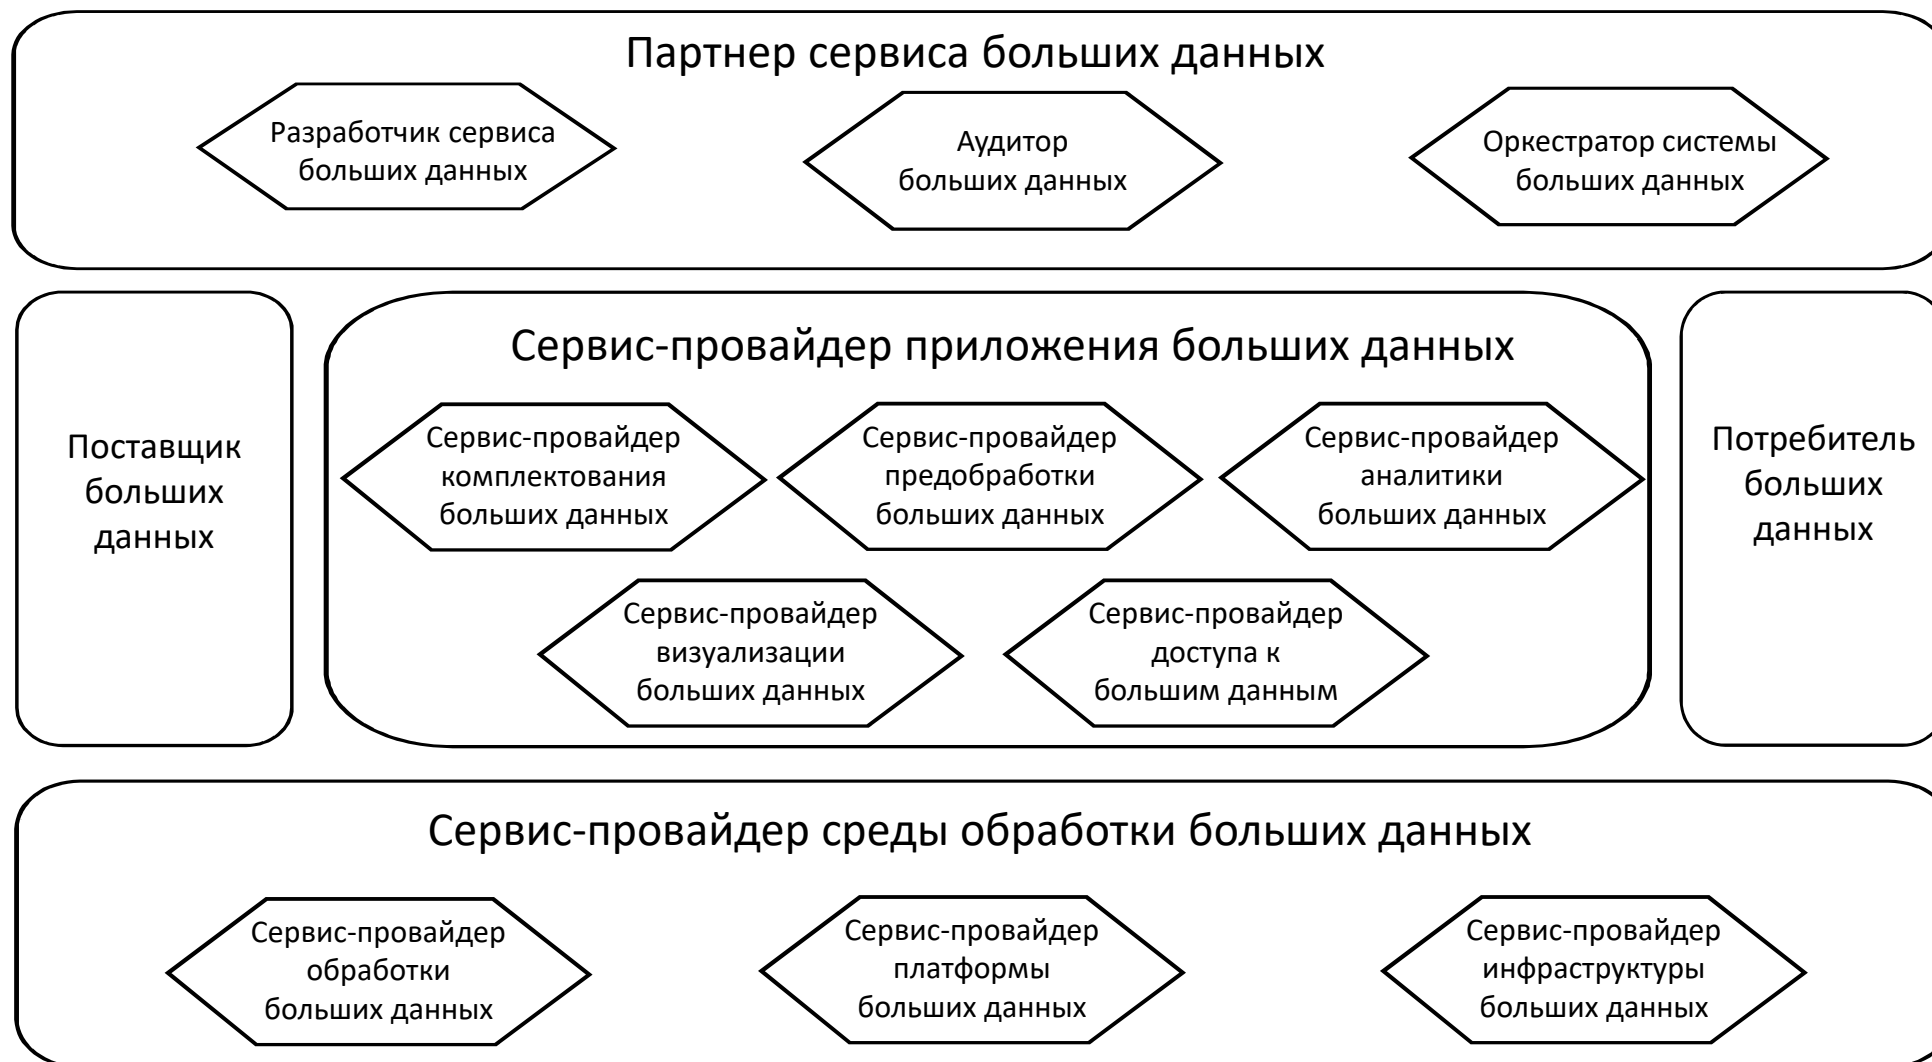 Партнер сервиса больших данных
Разработчик сервиса
больших данных
Аудитор
больших данных
Оркестратор системы
больших данных
Поставщик
больших
данных
Сервис-провайдер приложения больших данных
Сервис-провайдер
комплектования
больших данных
Сервис-провайдер
предобработки
больших данных
Сервис-провайдер
аналитики
больших данных
Сервис-провайдер
визуализации
больших данных
Сервис-провайдер
доступа к
большим данным
Потребитель
больших
данных
Сервис-провайдер среды обработки больших данных
Сервис-провайдер
обработки
больших данных
Сервис-провайдер
платформы
больших данных
Сервис-провайдер
инфраструктуры
больших данных